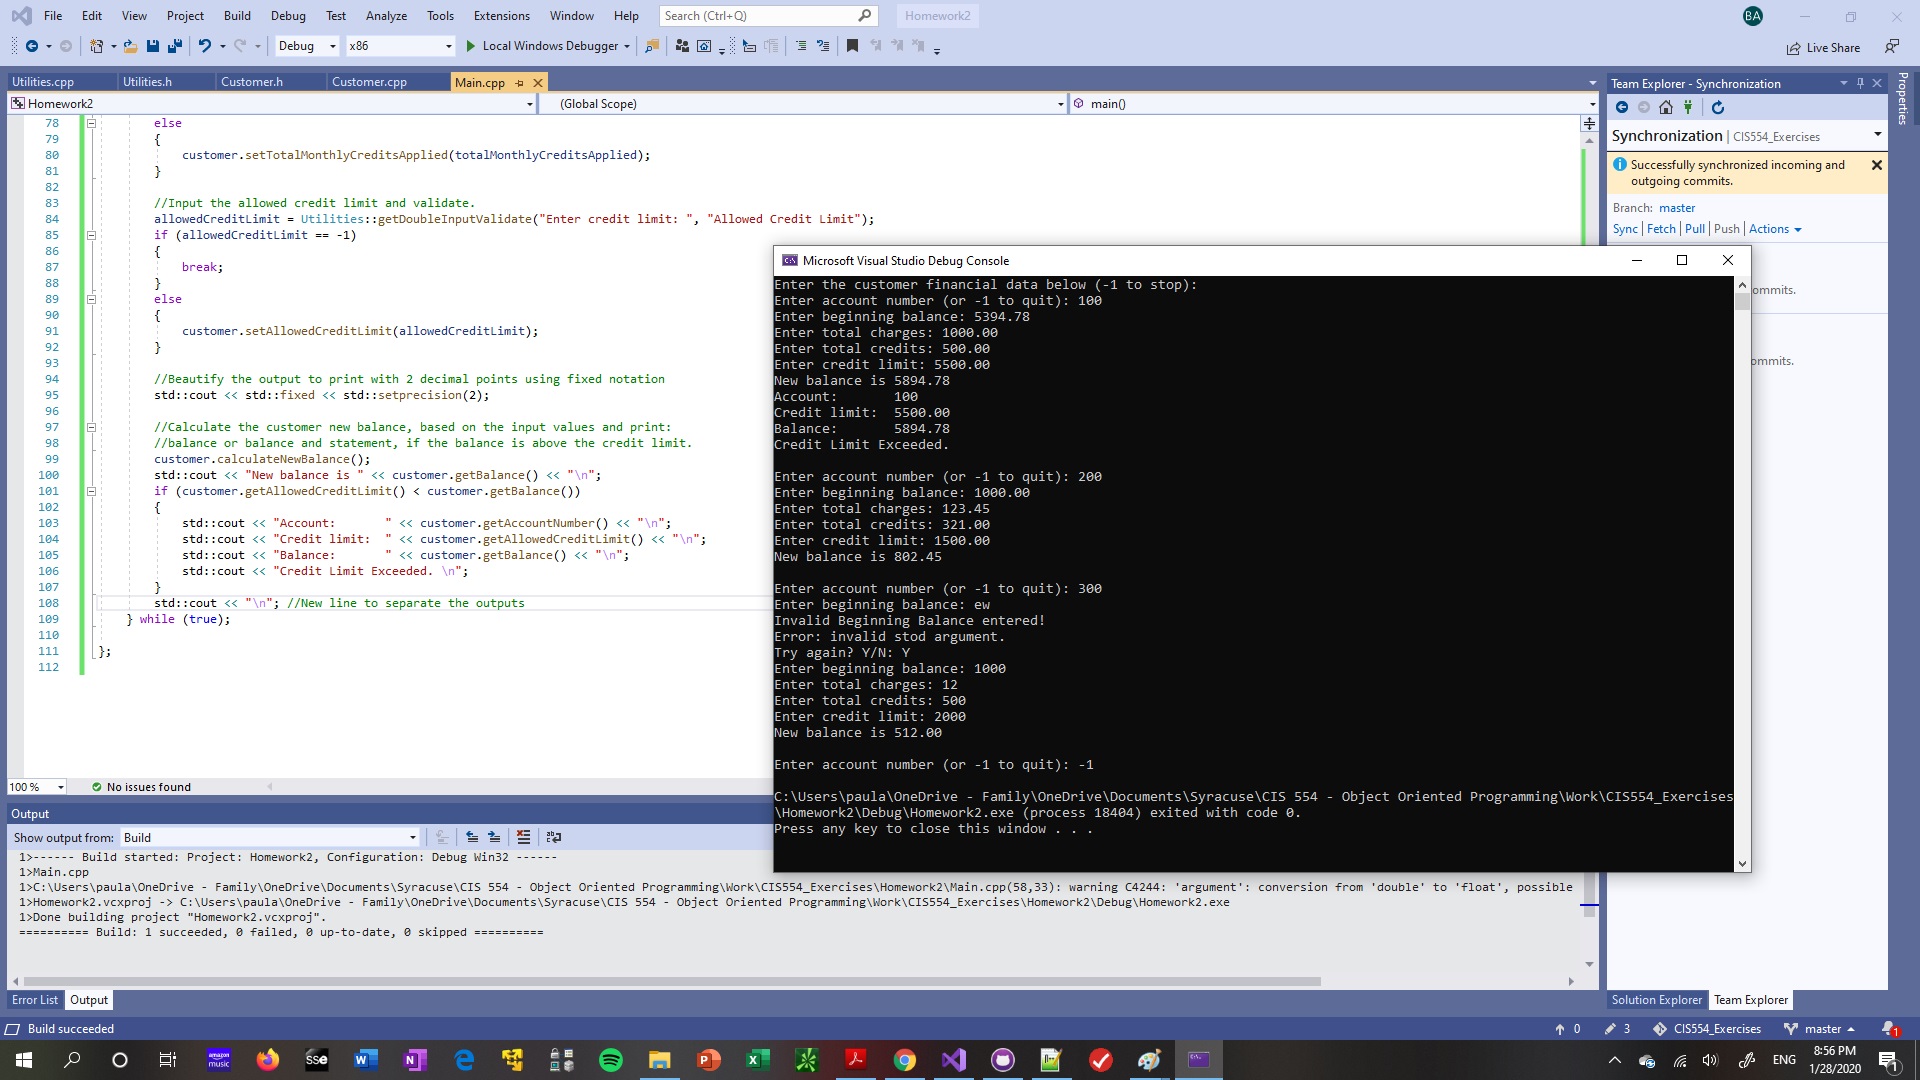 File Edit View Project Build Debug Test Analyze Tools Extensions Window Help Search (Ctrl+Q) Homework2 BA
Debug x86 Local Windows Debugger Live Share
Utilities.cpp Utilities.h Customer.h Customer.cpp Main.cpp
Homework2 (Global Scope) main()
78 else
79 {
80 customer.setTotalMonthlyCreditsApplied(totalMonthlyCreditsApplied);
81 }
82
83 //Input the allowed credit limit and validate.
84 allowedCreditLimit = Utilities::getDoubleInputValidate("Enter credit limit: ", "Allowed Credit Limit");
85 if (allowedCreditLimit == -1)
86 {
87 break;
88 }
89 else
90 {
91 customer.setAllowedCreditLimit(allowedCreditLimit);
92 }
93
94 //Beautify the output to print with 2 decimal points using fixed notation
95 std::cout << std::fixed << std::setprecision(2);
96
97 //Calculate the customer new balance, based on the input values and print:
98 //balance or balance and statement, if the balance is above the credit limit.
99 customer.calculateNewBalance();
100 std::cout << "New balance is " << customer.getBalance() << "\n";
101 if (customer.getAllowedCreditLimit() < customer.getBalance())
102 {
103 std::cout << "Account:       " << customer.getAccountNumber() << "\n";
104 std::cout << "Credit limit:  " << customer.getAllowedCreditLimit() << "\n";
105 std::cout << "Balance:       " << customer.getBalance() << "\n";
106 std::cout << "Credit Limit Exceeded. \n";
107 }
108 std::cout << "\n"; //New line to separate the outputs
109 } while (true);
110
111 };
112
100 % No issues found
Microsoft Visual Studio Debug Console
Enter the customer financial data below (-1 to stop):
Enter account number (or -1 to quit): 100
Enter beginning balance: 5394.78
Enter total charges: 1000.00
Enter total credits: 500.00
Enter credit limit: 5500.00
New balance is 5894.78
Account:       100
Credit limit:  5500.00
Balance:       5894.78
Credit Limit Exceeded.
Enter account number (or -1 to quit): 200
Enter beginning balance: 1000.00
Enter total charges: 123.45
Enter total credits: 321.00
Enter credit limit: 1500.00
New balance is 802.45
Enter account number (or -1 to quit): 300
Enter beginning balance: ew
Invalid Beginning Balance entered!
Error: invalid stod argument.
Try again? Y/N: Y
Enter beginning balance: 1000
Enter total charges: 12
Enter total credits: 500
Enter credit limit: 2000
New balance is 512.00
Enter account number (or -1 to quit): -1
C:\Users\paula\OneDrive - Family\OneDrive\Documents\Syracuse\CIS 554 - Object Oriented Programming\Work\CIS554_Exercises
\Homework2\Debug\Homework2.exe (process 18404) exited with code 0.
Press any key to close this window . . .
Team Explorer - Synchronization
Synchronization | CIS554_Exercises
Successfully synchronized incoming and
outgoing commits.
Branch: master
Sync | Fetch | Pull | Push | Actions
ommits.
ommits.
Properties
Output
Show output from: Build
1>------ Build started: Project: Homework2, Configuration: Debug Win32 ------
1>Main.cpp
1>C:\Users\paula\OneDrive - Family\OneDrive\Documents\Syracuse\CIS 554 - Object Oriented Programming\Work\CIS554_Exercises\Homework2\Main.cpp(58,33): warning C4244: 'argument': conversion from 'double' to 'float', possible
1>Homework2.vcxproj -> C:\Users\paula\OneDrive - Family\OneDrive\Documents\Syracuse\CIS 554 - Object Oriented Programming\Work\CIS554_Exercises\Homework2\Debug\Homework2.exe
1>Done building project "Homework2.vcxproj".
========== Build: 1 succeeded, 0 failed, 0 up-to-date, 0 skipped ==========
Error List Output Solution Explorer Team Explorer
Build succeeded 0 3 CIS554_Exercises master 1
amazon music SSE ENG 8:56 PM 1
1/28/2020